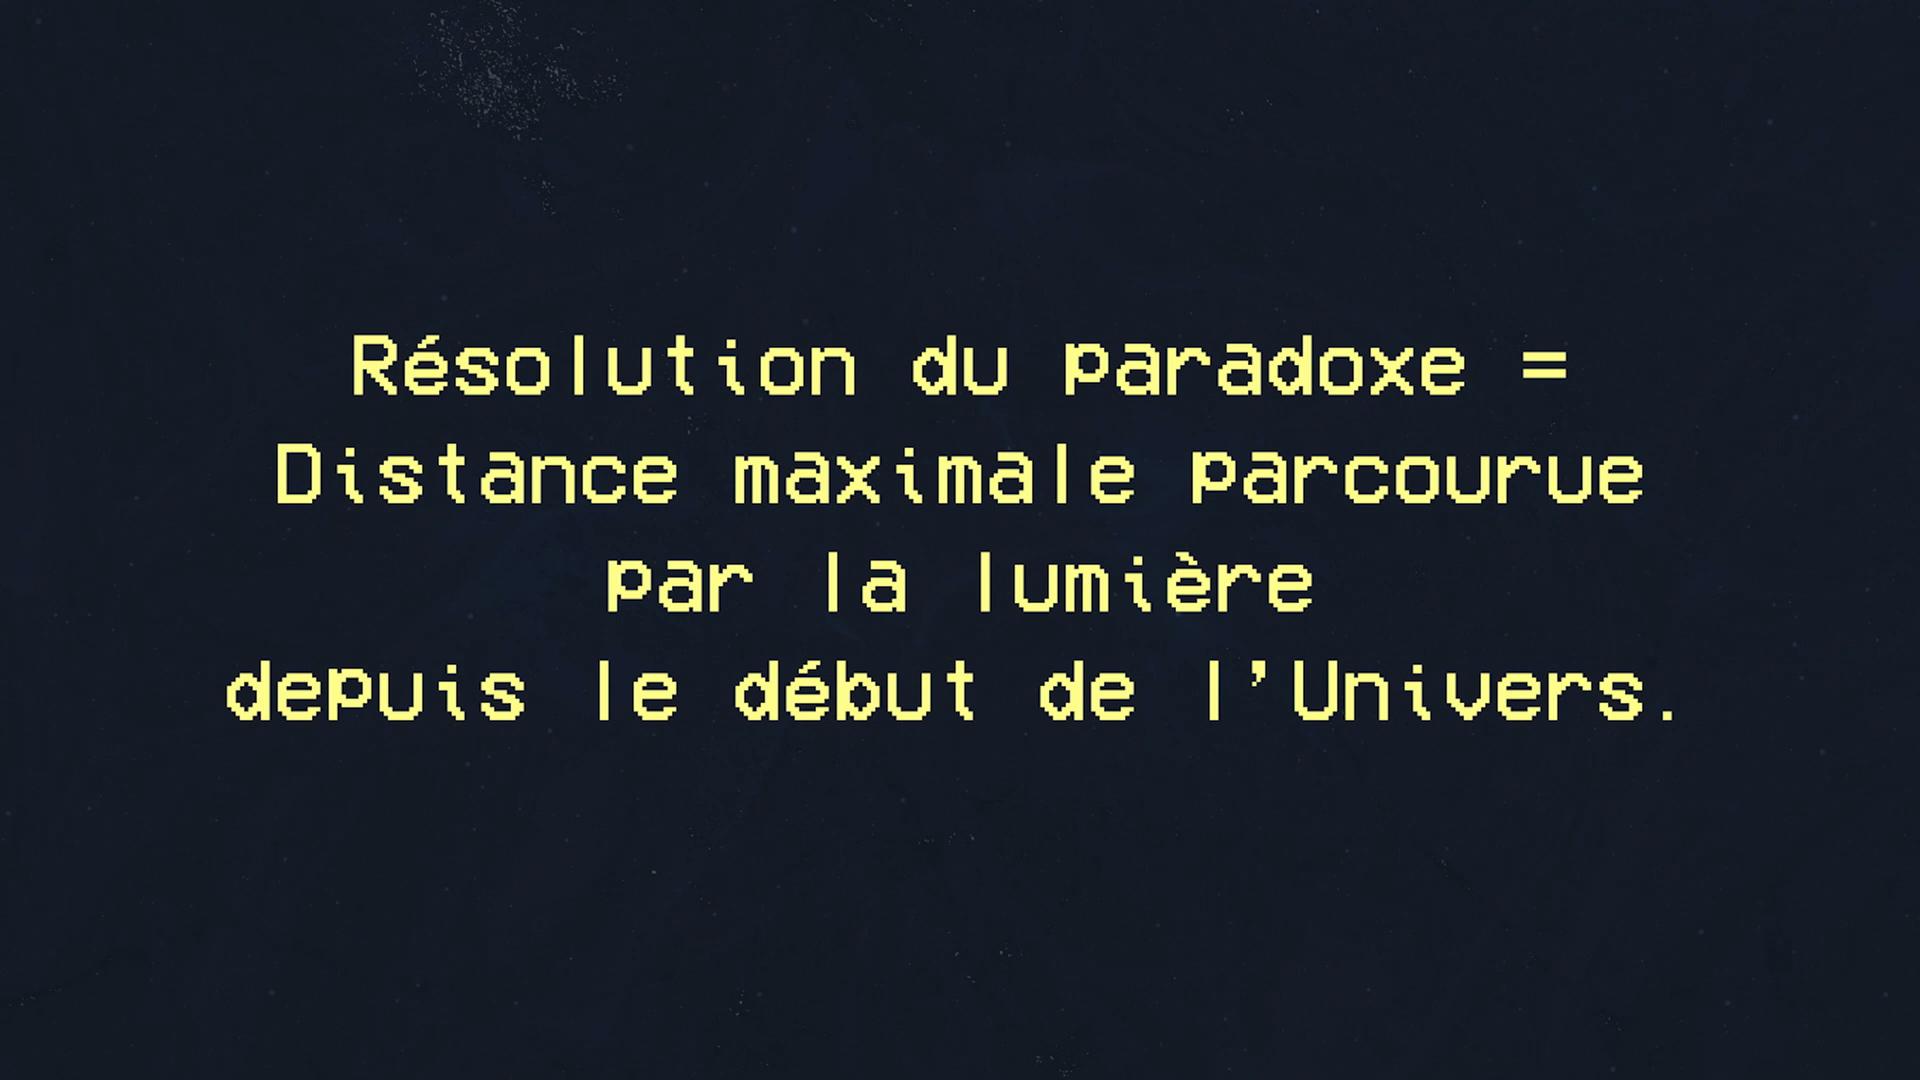 Résolution du paradoxe =
Distance maximale parcourue
par la lumière
depuis le début de l’Univers.